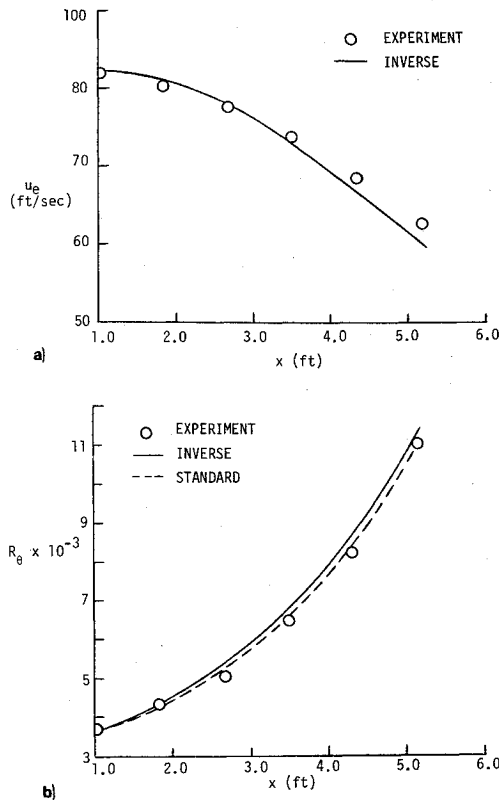 100
EXPERIMENT
INVERSE
80
70
u_e
(ft/sec)
60
50
1.0 2.0 3.0 4.0 5.0 6.0
x (ft)
a)
EXPERIMENT
INVERSE
STANDARD
11
9
R_θ x 10^-3
7
5
3
1.0 2.0 3.0 4.0 5.0 6.0
x (ft)
b)